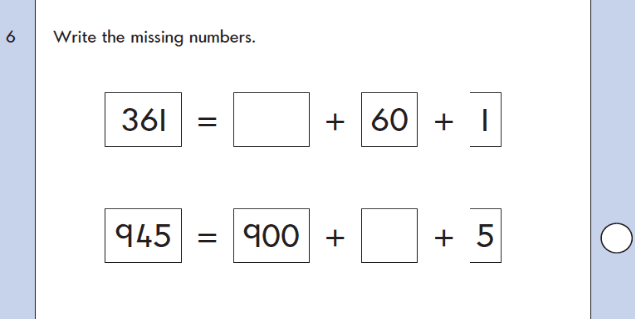 6 Write the missing numbers.
361 = + 60 + 1
945 = 900 + + 5